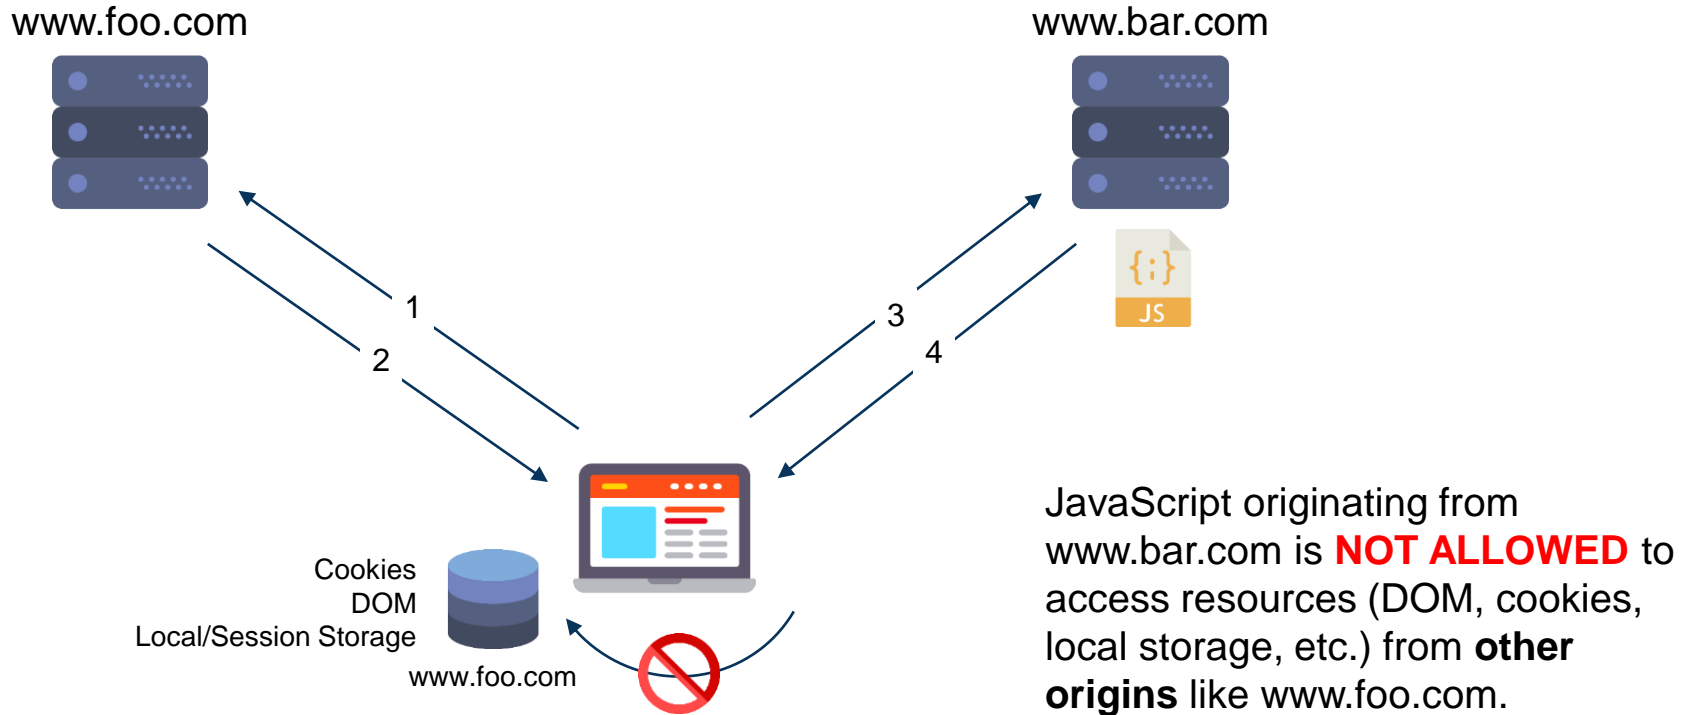 www.foo.com
www.bar.com
1
2
3
4
{;}
JS
Cookies
DOM
Local/Session Storage
www.foo.com
JavaScript originating from
www.bar.com is NOT ALLOWED to
access resources (DOM, cookies,
local storage, etc.) from other
origins like www.foo.com.